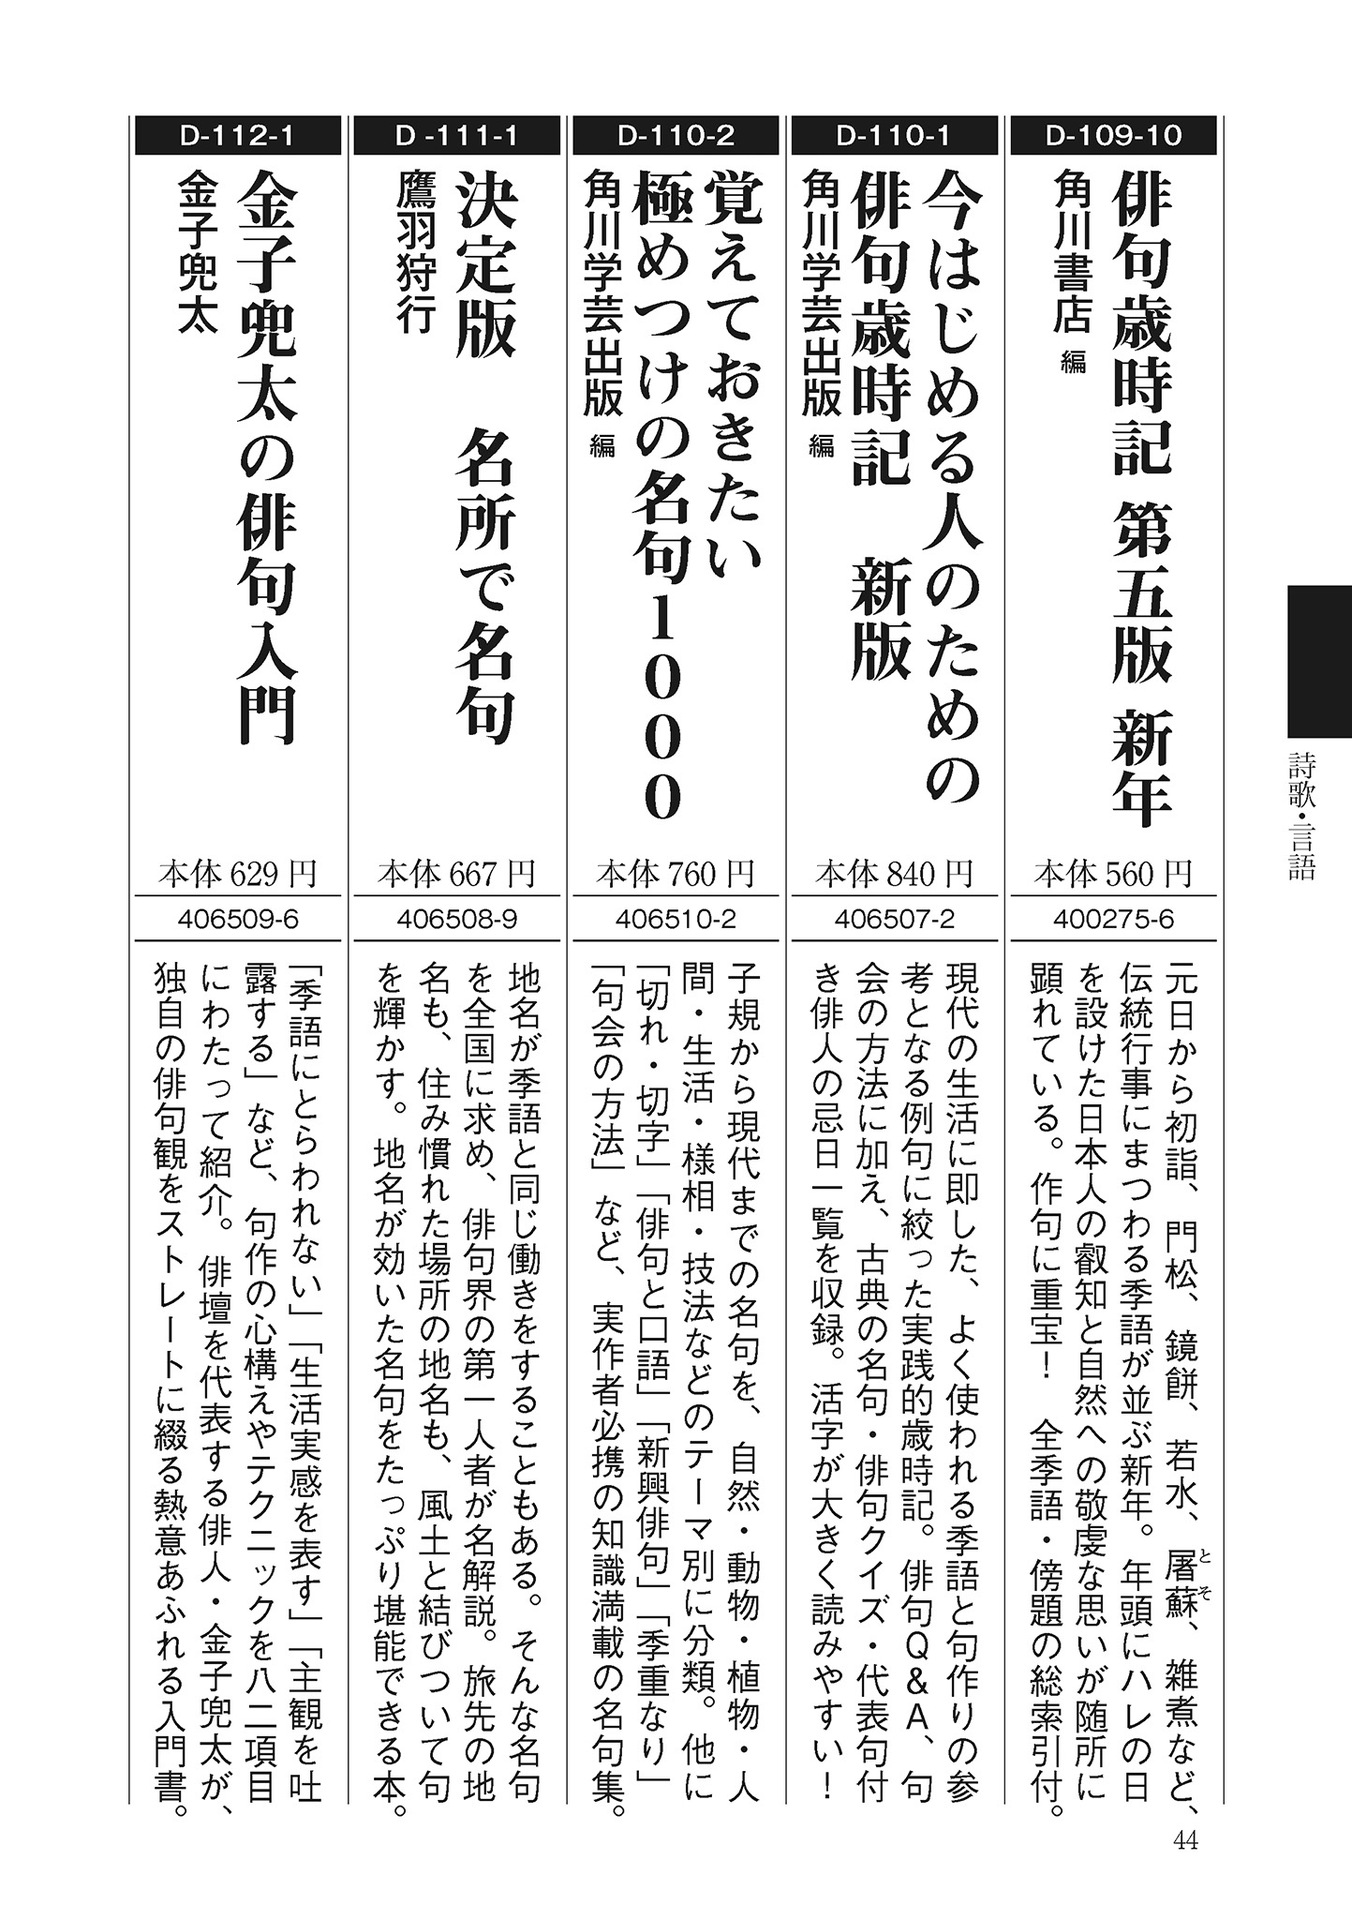 D-109-10
俳句歳時記 第五版 新年
角川書店 編
本体560円
400275-6
元日から初詣、門松、鏡餅、若水、屠蘇、雑煮など、
とそ
伝統行事にまつわる季語が並ぶ新年。年頭にハレの日
を設けた日本人の叡知と自然への敬虔な思いが随所に
顕れている。作句に重宝！　全季語・傍題の総索引付。
D-110-1
今はじめる人のための
俳句歳時記　新版
角川学芸出版 編
本体840円
406507-2
現代の生活に即した、よく使われる季語と句作りの参
考となる例句に絞った実践的歳時記。俳句Q&A、句
会の方法に加え、古典の名句・俳句クイズ・代表句付
き俳人の忌日一覧を収録。活字が大きく読みやすい！
D-110-2
覚えておきたい
極めつけの名句1000
角川学芸出版 編
本体760円
406510-2
子規から現代までの名句を、自然・動物・植物・人
間・生活・様相・技法などのテーマ別に分類。他に
「切れ・切字」「俳句と口語」「新興俳句」「季重なり」
「句会の方法」など、実作者必携の知識満載の名句集。
D -111-1
決定版　名所で名句
鷹羽狩行
本体667円
406508-9
地名が季語と同じ働きをすることもある。そんな名句
を全国に求め、俳句界の第一人者が名解説。旅先の地
名も、住み慣れた場所の地名も、風土と結びついて句
を輝かす。地名が効いた名句をたっぷり堪能できる本。
D-112-1
金子兜太の俳句入門
金子兜太
本体629円
406509-6
「季語にとらわれない」「生活実感を表す」「主観を吐
露する」など、句作の心構えやテクニックを八二項目
にわたって紹介。俳壇を代表する俳人・金子兜太が、
独自の俳句観をストレートに綴る熱意あふれる入門書。
詩歌・言語
44